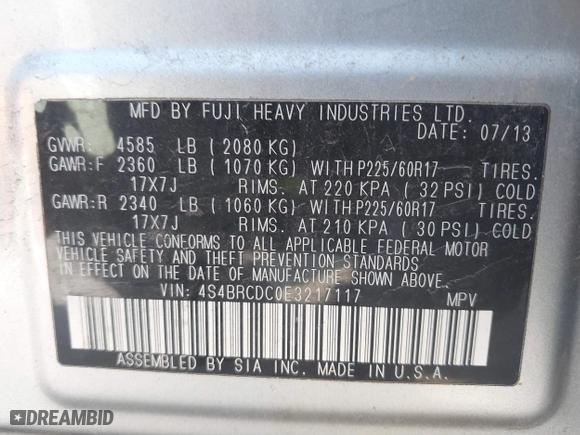 MFD BY FUJI HEAVY INDUSTRIES LTD.
DATE: 07/13
GVWR: 4585 LB ( 2080 KG)
GAWR:F 2360 LB ( 1070 KG) WITH P225/60R17 TIRES.
17X7J RIMS. AT 220 KPA ( 32 PSI) COLD
GAWR:R 2340 LB ( 1060 KG) WITH P225/60R17 TIRES.
17X7J RIMS. AT 210 KPA ( 30 PSI) COLD
THIS VEHICLE CONFORMS TO ALL APPLICABLE FEDERAL MOTOR
VEHICLE SAFETY AND THEFT PREVENTION STANDARDS
IN EFFECT ON THE DATE OF MANUFACTURE SHOWN ABOVE.
VIN: 4S4BRCDC0E3217117 MPV
ASSEMBLED BY SIA INC. MADE IN U.S.A.
DREAMBID